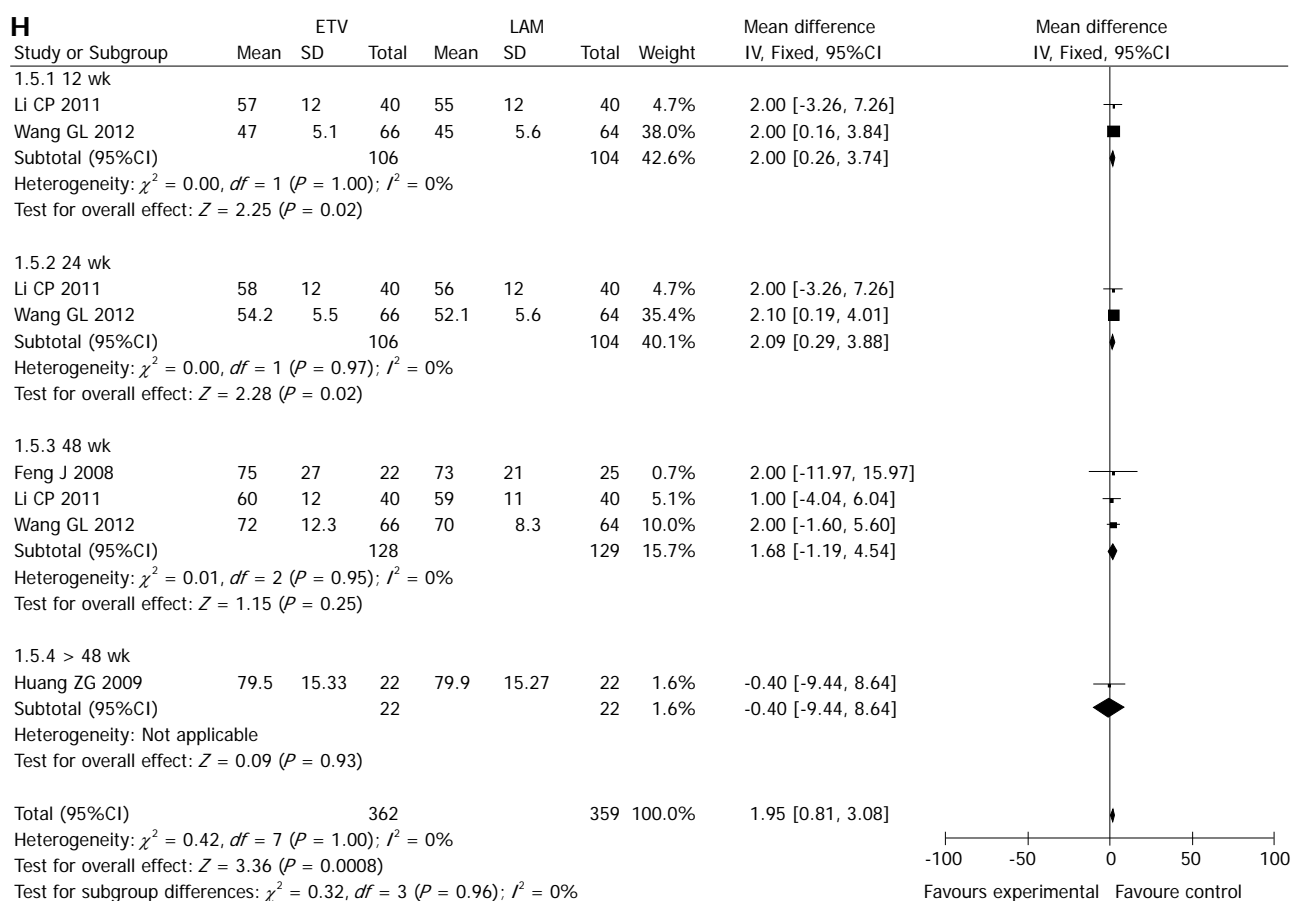 H
ETV LAM Mean difference Mean difference
Study or Subgroup Mean SD Total Mean SD Total Weight IV, Fixed, 95%CI IV, Fixed, 95%CI
1.5.1 12 wk
Li CP 2011 57 12 40 55 12 40 4.7% 2.00 [-3.26, 7.26]
Wang GL 2012 47 5.1 66 45 5.6 64 38.0% 2.00 [0.16, 3.84]
Subtotal (95%CI) 106 104 42.6% 2.00 [0.26, 3.74]
Heterogeneity: χ² = 0.00, df = 1 (P = 1.00); I² = 0%
Test for overall effect: Z = 2.25 (P = 0.02)
1.5.2 24 wk
Li CP 2011 58 12 40 56 12 40 4.7% 2.00 [-3.26, 7.26]
Wang GL 2012 54.2 5.5 66 52.1 5.6 64 35.4% 2.10 [0.19, 4.01]
Subtotal (95%CI) 106 104 40.1% 2.09 [0.29, 3.88]
Heterogeneity: χ² = 0.00, df = 1 (P = 0.97); I² = 0%
Test for overall effect: Z = 2.28 (P = 0.02)
1.5.3 48 wk
Feng J 2008 75 27 22 73 21 25 0.7% 2.00 [-11.97, 15.97]
Li CP 2011 60 12 40 59 11 40 5.1% 1.00 [-4.04, 6.04]
Wang GL 2012 72 12.3 66 70 8.3 64 10.0% 2.00 [-1.60, 5.60]
Subtotal (95%CI) 128 129 15.7% 1.68 [-1.19, 4.54]
Heterogeneity: χ² = 0.01, df = 2 (P = 0.95); I² = 0%
Test for overall effect: Z = 1.15 (P = 0.25)
1.5.4 > 48 wk
Huang ZG 2009 79.5 15.33 22 79.9 15.27 22 1.6% -0.40 [-9.44, 8.64]
Subtotal (95%CI) 22 22 1.6% -0.40 [-9.44, 8.64]
Heterogeneity: Not applicable
Test for overall effect: Z = 0.09 (P = 0.93)
Total (95%CI) 362 359 100.0% 1.95 [0.81, 3.08]
Heterogeneity: χ² = 0.42, df = 7 (P = 1.00); I² = 0%
Test for overall effect: Z = 3.36 (P = 0.0008)
Test for subgroup differences: χ² = 0.32, df = 3 (P = 0.96); I² = 0%
-100 -50 0 50 100
Favours experimental Favoure control